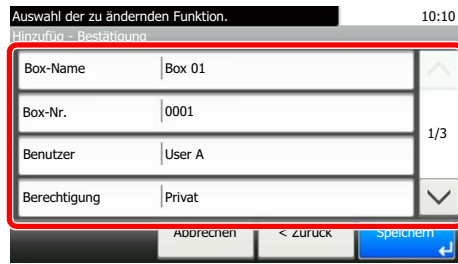 Auswahl der zu ändernden Funktion. 10:10
Hinzufüg - Bestätigung
Box-Name Box 01
Box-Nr. 0001
1/3
Benutzer User A
Berechtigung Privat
Abbrechen < Zurück Speichern